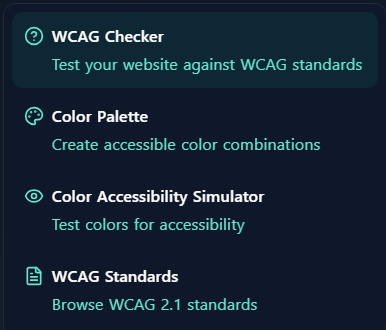 WCAG Checker
Test your website against WCAG standards
Color Palette
Create accessible color combinations
Color Accessibility Simulator
Test colors for accessibility
WCAG Standards
Browse WCAG 2.1 standards